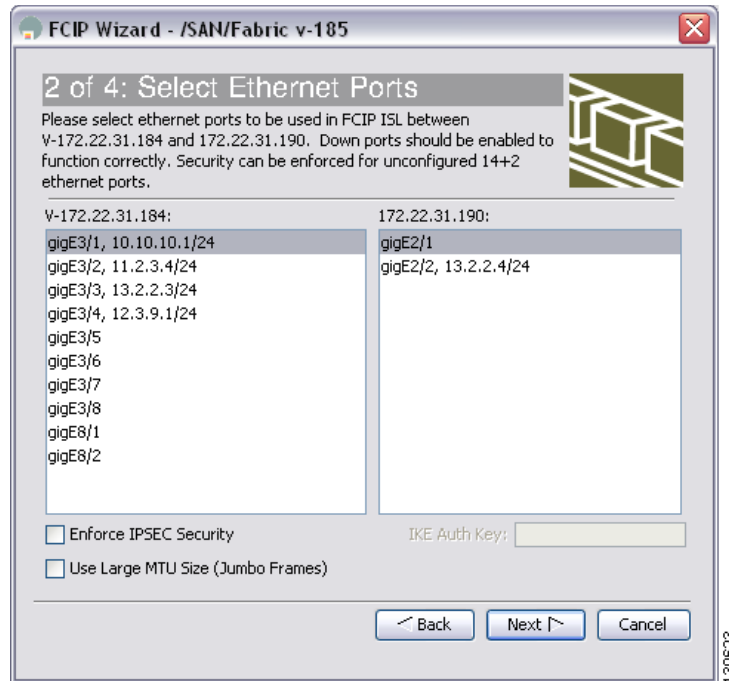 FCIP Wizard - /SAN/Fabric v-185
2 of 4: Select Ethernet Ports
Please select ethernet ports to be used in FCIP ISL between
V-172.22.31.184 and 172.22.31.190. Down ports should be enabled to
function correctly. Security can be enforced for unconfigured 14+2
ethernet ports.
V-172.22.31.184:
gigE3/1, 10.10.10.1/24
gigE3/2, 11.2.3.4/24
gigE3/3, 13.2.2.3/24
gigE3/4, 12.3.9.1/24
gigE3/5
gigE3/6
gigE3/7
gigE3/8
gigE8/1
gigE8/2
172.22.31.190:
gigE2/1
gigE2/2, 13.2.2.4/24
Enforce IPSEC Security
IKE Auth Key:
Use Large MTU Size (Jumbo Frames)
Back
Next
Cancel